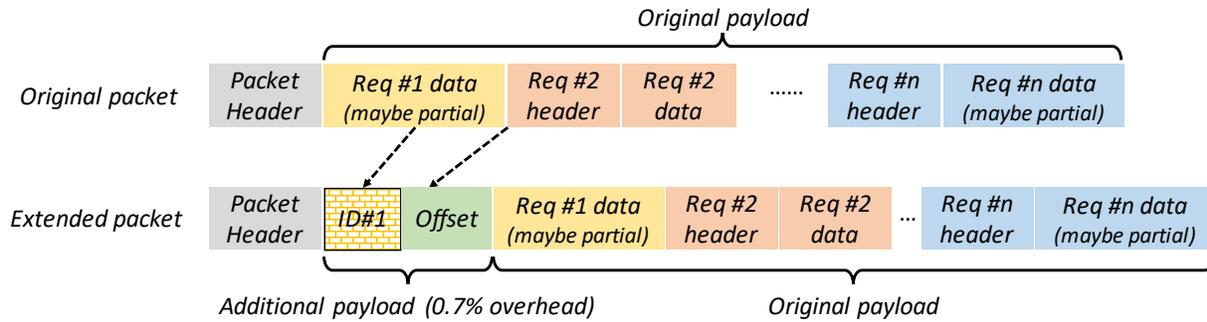 Original payload
Original packet
Packet Header
Req #1 data (maybe partial)
Req #2 header
Req #2 data
......
Req #n header
Req #n data (maybe partial)
Extended packet
Packet Header
ID#1
Offset
Req #1 data (maybe partial)
Req #2 header
Req #2 data
...
Req #n header
Req #n data (maybe partial)
Additional payload (0.7% overhead)
Original payload